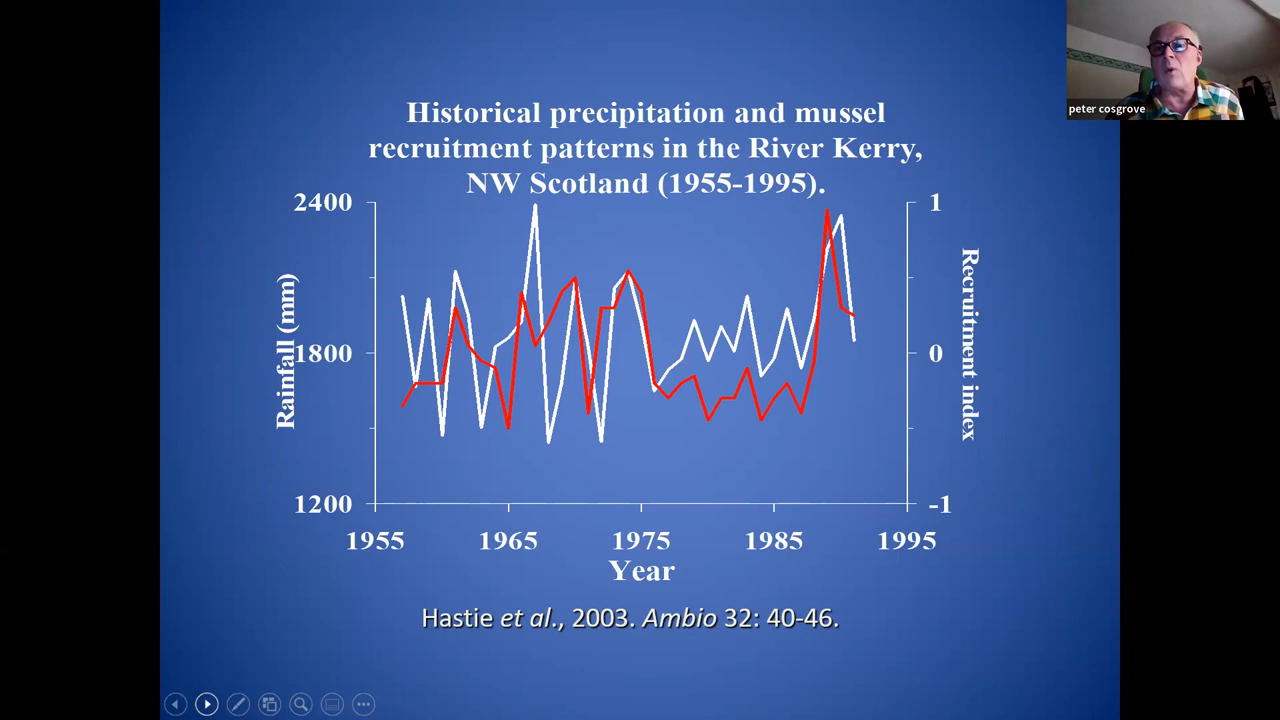 peter cosgrove
Historical precipitation and mussel
recruitment patterns in the River Kerry,
NW Scotland (1955-1995).
2400
1800
1200
Rainfall (mm)
1
0
-1
Recruitment index
1955
1965
1975
1985
1995
Year
Hastie et al., 2003. Ambio 32: 40-46.